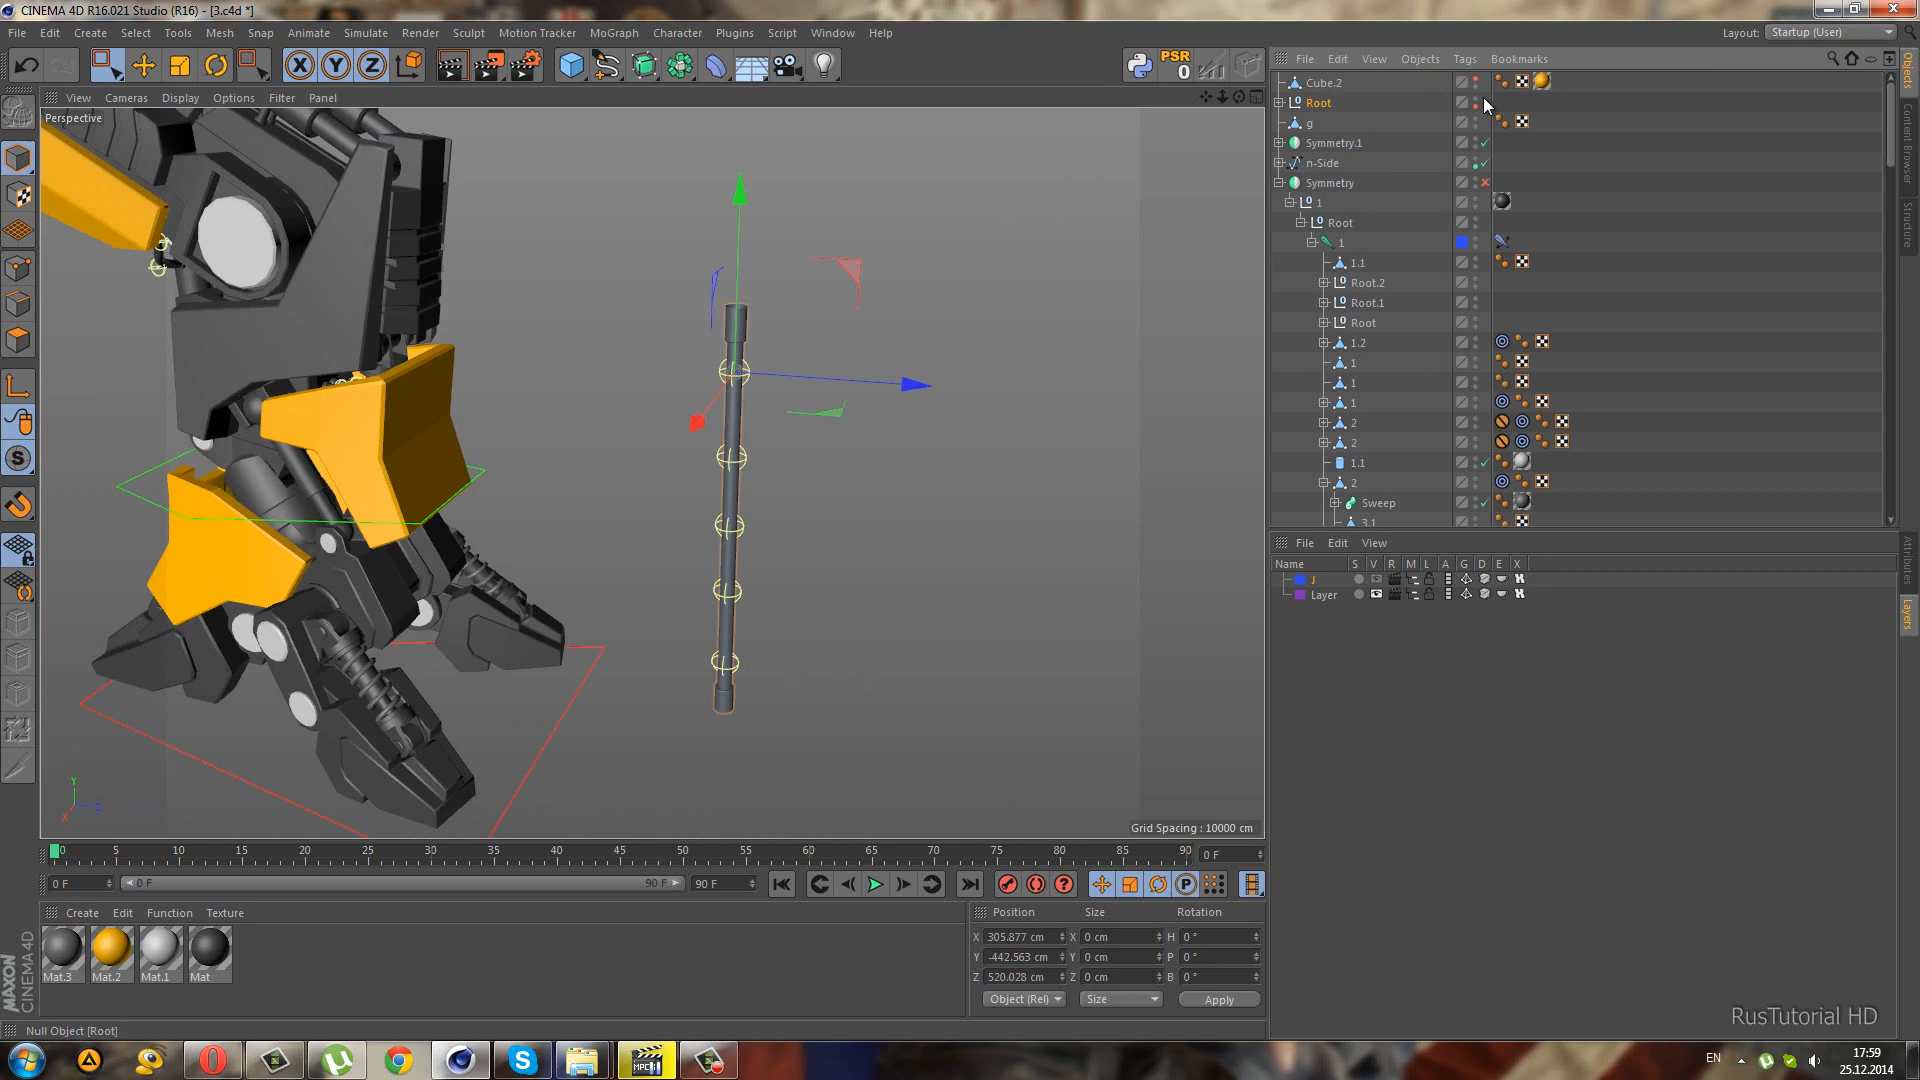 CINEMA 4D R16.021 Studio (R16) - [3.c4d *]
File Edit Create Select Tools Mesh Snap Animate Simulate Render Sculpt Motion Tracker MoGraph Character Plugins Script Window Help
Layout: Startup (User)
X Y Z
PSR
0
File Edit View Objects Tags Bookmarks
View Cameras Display Options Filter Panel
Perspective
Cube.2
Root
g
Symmetry.1
n-Side
Symmetry
1
Root
1
1.1
Root.2
Root.1
Root
1.2
1
1
1
2
2
1.1
2
Sweep
3.1
Objects
Content Browser
Structure
Attributes
Layers
File Edit View
Name S V R M L A G D E X
J
Layer
Y
Z
X
Grid Spacing : 10000 cm
0 5 10 15 20 25 30 35 40 45 50 55 60 65 70 75 80 85 90 0 F
0 F 0 F 90 F 90 F
P
Create Edit Function Texture
Mat.3 Mat.2 Mat.1 Mat
Position Size Rotation
X 305.877 cm X 0 cm H 0 °
Y -442.563 cm Y 0 cm P 0 °
Z 520.028 cm Z 0 cm B 0 °
Object (Rel) Size Apply
MAXON
CINEMA 4D
Null Object [Root]
RusTutorial HD
EN
17:59
25.12.2014